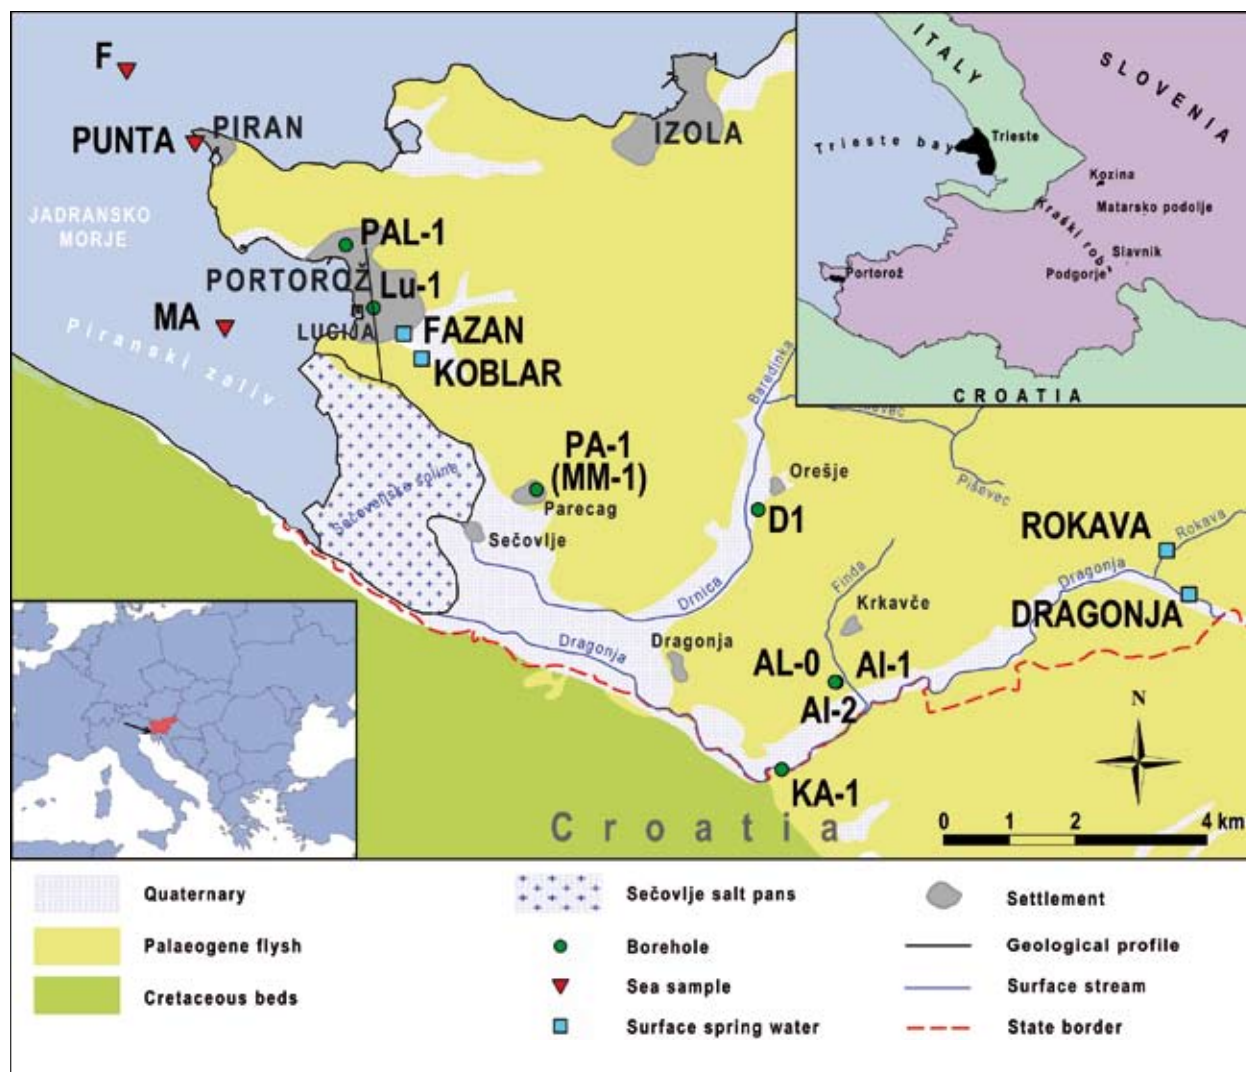 F
PUNTA
PIRAN
IZOLA
JADRANSKO
MORJE
PAL-1
PORTOROŽ
Lu-1
MA
LUCIJA
FAZAN
KOBLAR
Piranski zaliv
Sečoveljske soline
PA-1
(MM-1)
Parecag
Sečovlje
Baredinka
Orešje
D1
Piševec
ROKAVA
Rokava
Drnica
Finda
Krkavče
Dragonja
DRAGONJA
Dragonja
Dragonja
AL-0
AI-1
AI-2
KA-1
Croatia
N
0 1 2 4 km
ITALY
SLOVENIA
Trieste bay
Trieste
Kozina
Kraški rob
Matarsko podolje
Slavnik
Podgorje
Portorož
CROATIA
Quaternary
Palaeogene flysh
Cretaceous beds
Sečovlje salt pans
Borehole
Sea sample
Surface spring water
Settlement
Geological profile
Surface stream
State border